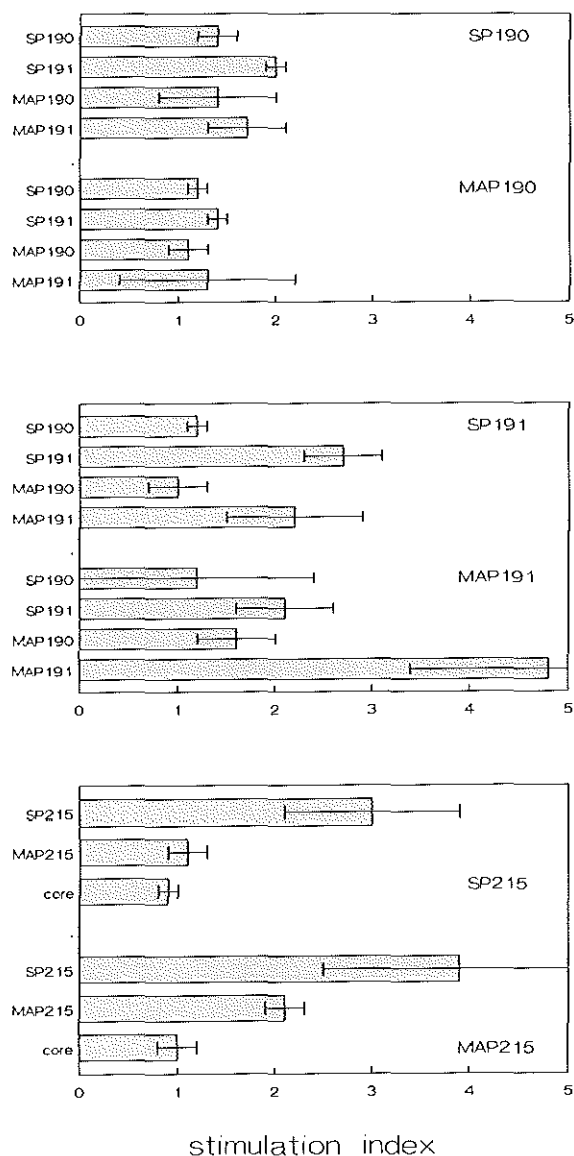 SP190 SP190
SP191
MAP190
MAP191
SP190 MAP190
SP191
MAP190
MAP191
0 1 2 3 4 5
SP190 SP191
SP191
MAP190
MAP191
SP190 MAP191
SP191
MAP190
MAP191
0 1 2 3 4 5
SP215
MAP215
core SP215
SP215
MAP215
core MAP215
0 1 2 3 4 5
stimulation index